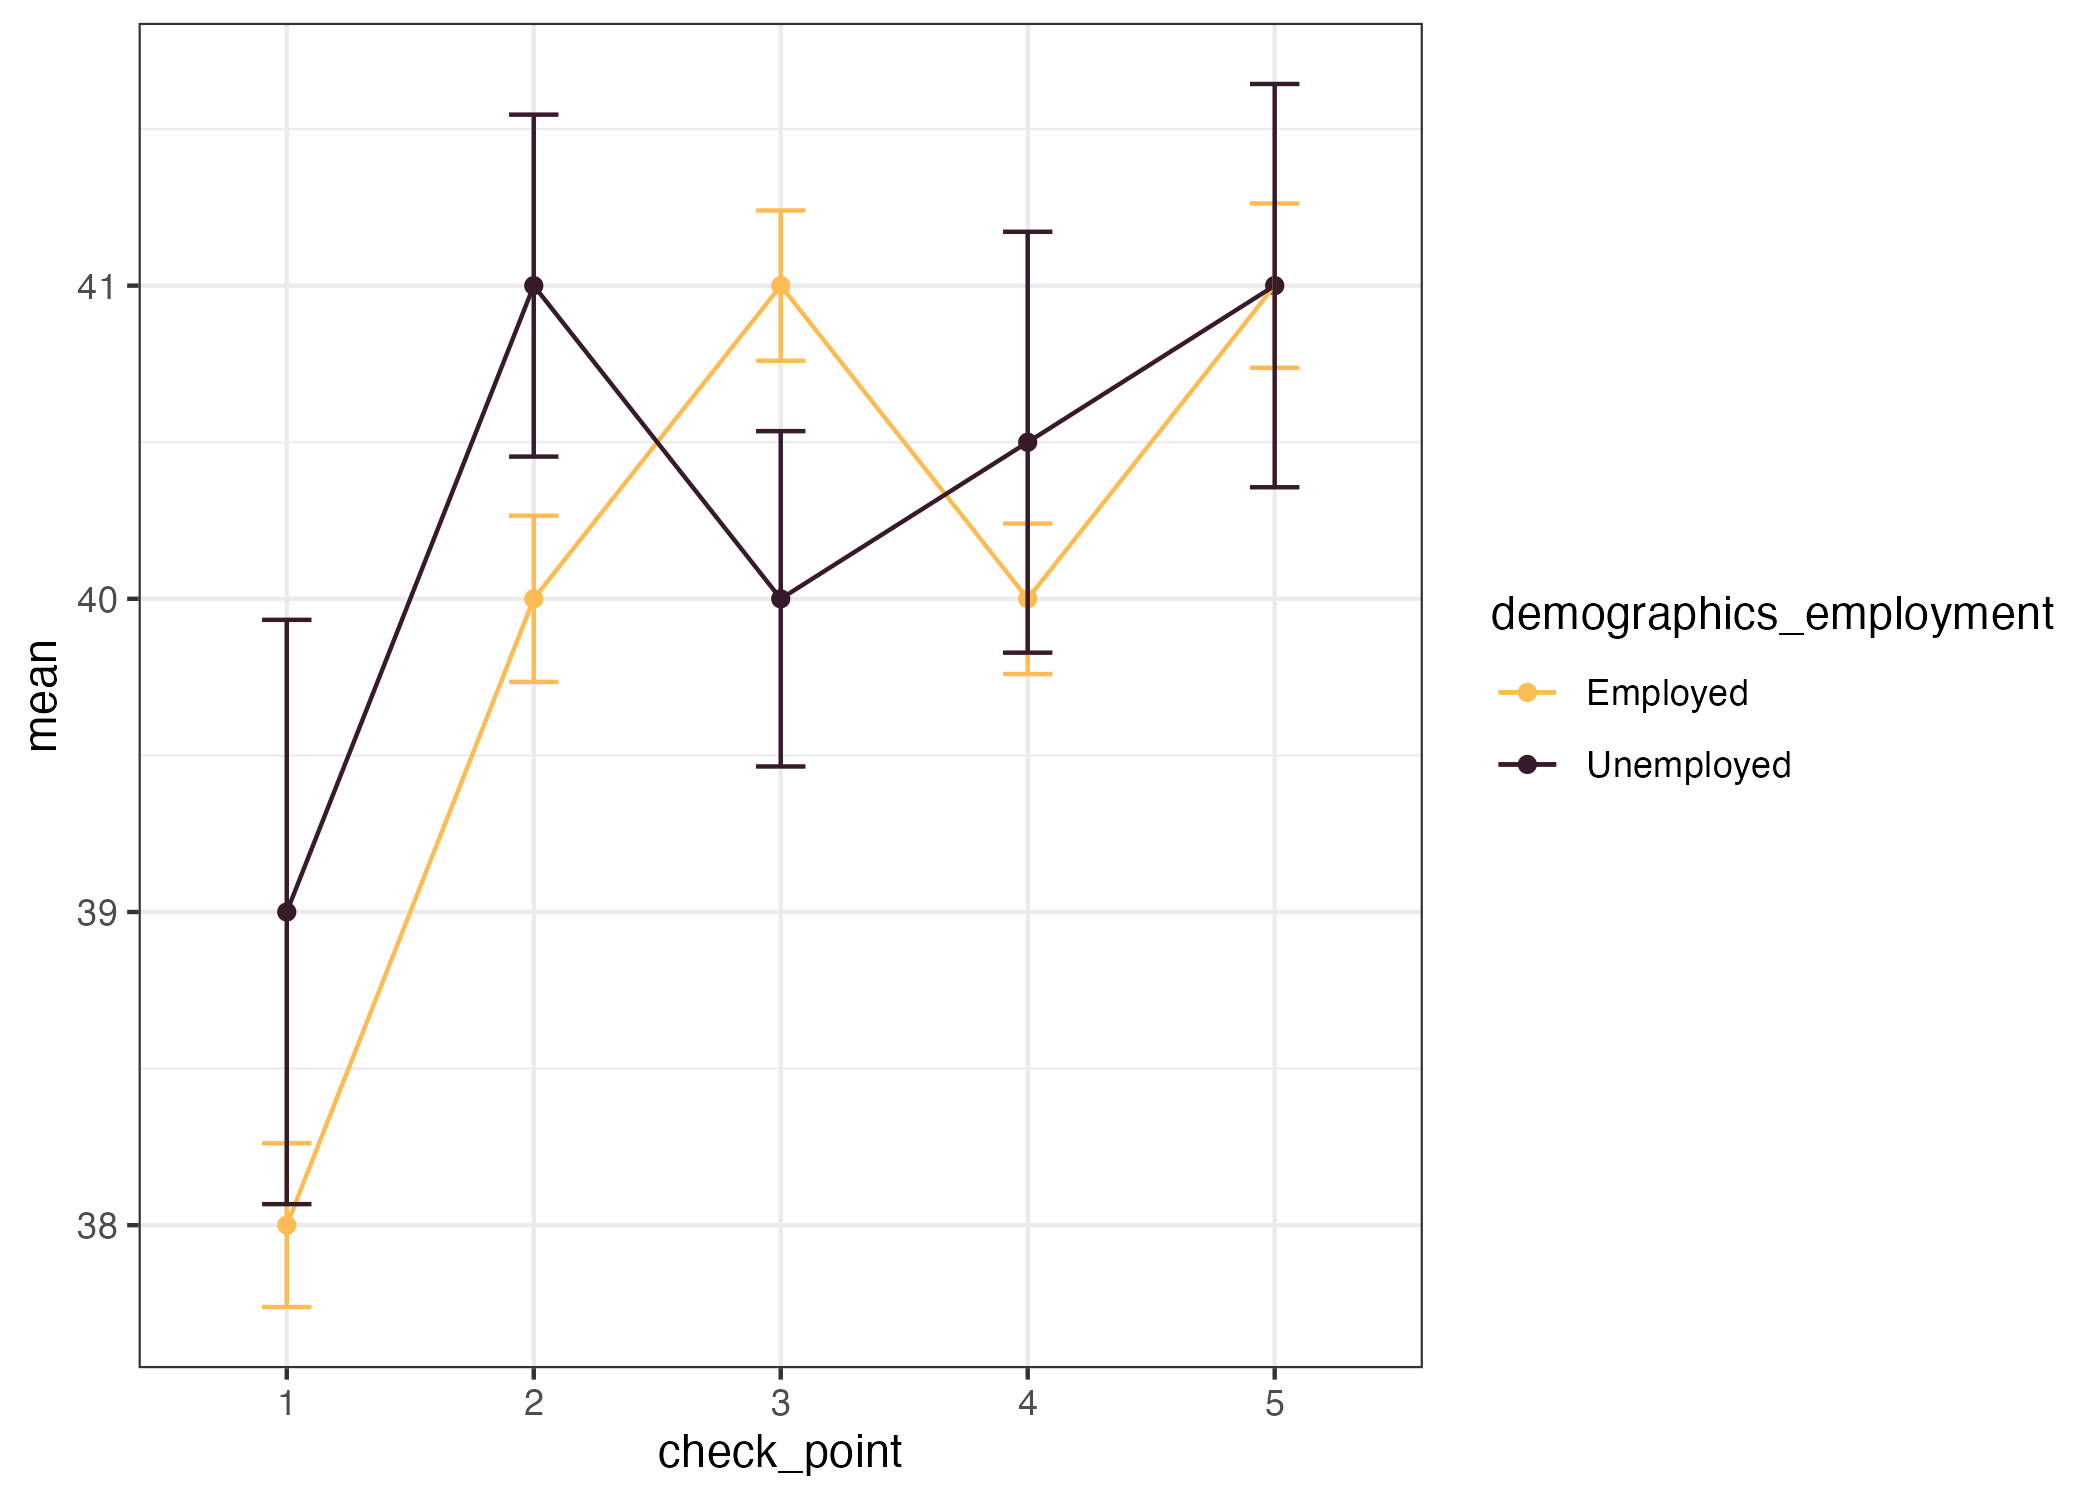 mean
41
40
39
38
1 2 3 4 5
check_point
demographics_employment
Employed
Unemployed